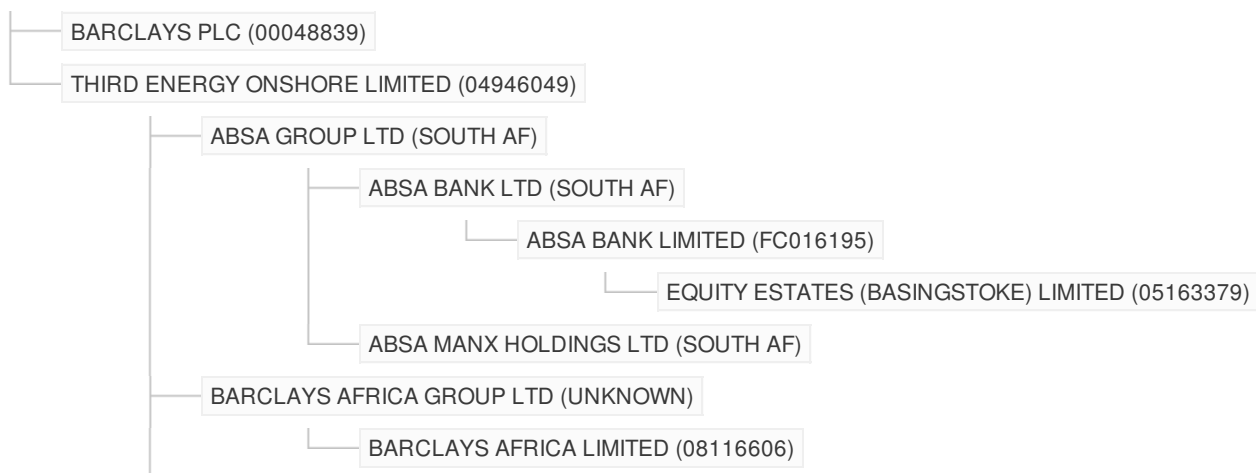 BARCLAYS PLC (00048839)
THIRD ENERGY ONSHORE LIMITED (04946049)
ABSA GROUP LTD (SOUTH AF)
ABSA BANK LTD (SOUTH AF)
ABSA BANK LIMITED (FC016195)
EQUITY ESTATES (BASINGSTOKE) LIMITED (05163379)
ABSA MANX HOLDINGS LTD (SOUTH AF)
BARCLAYS AFRICA GROUP LTD (UNKNOWN)
BARCLAYS AFRICA LIMITED (08116606)